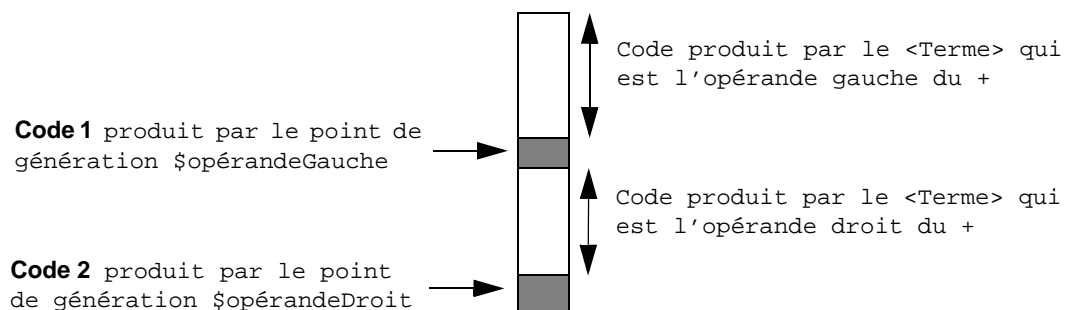 Code produit par le <Terme> qui
est l'opérande gauche du +
Code 1 produit par le point de
génération $opérandeGauche
Code produit par le <Terme> qui
est l'opérande droit du +
Code 2 produit par le point
de génération $opérandeDroit